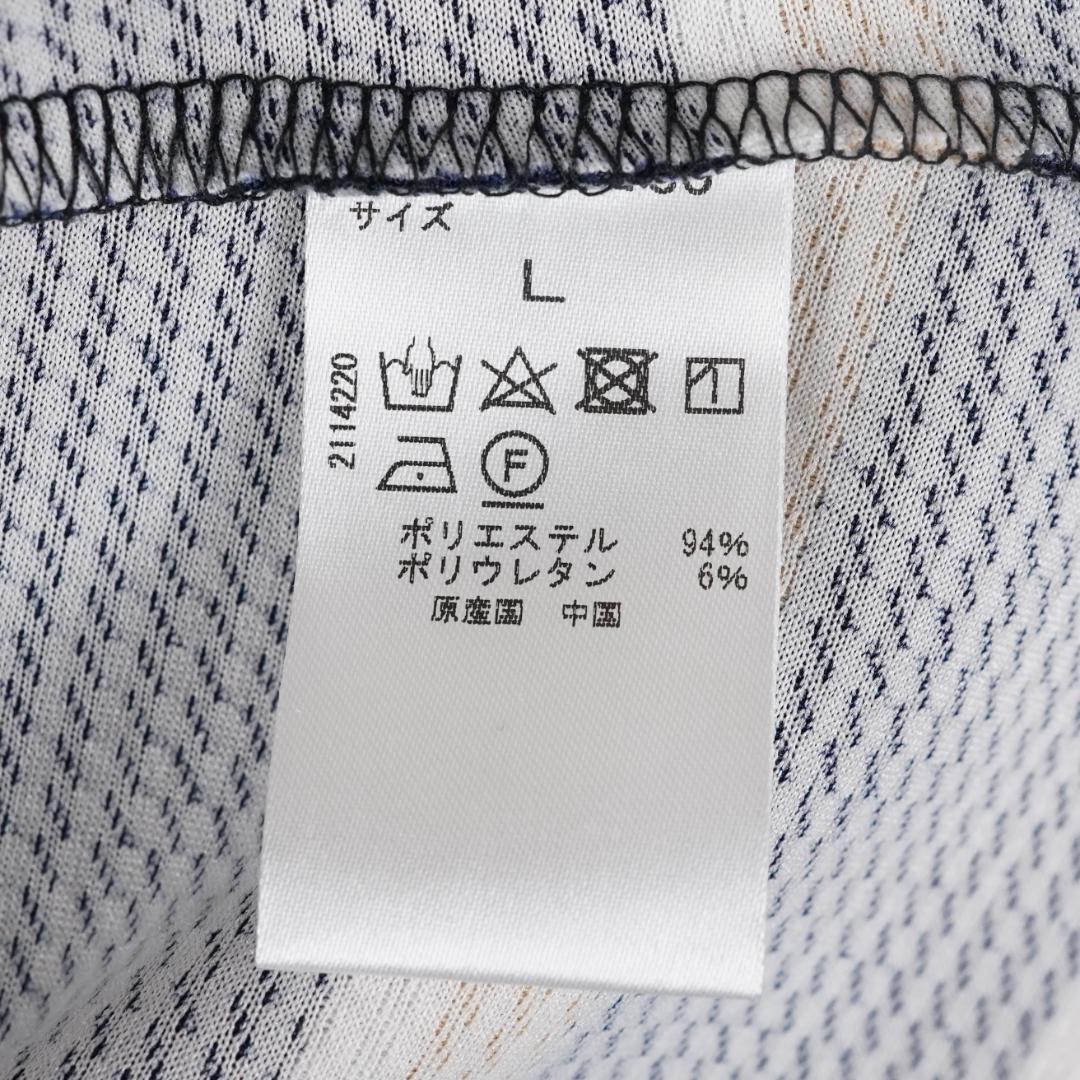 サイズ
L
2114220
F
ポリエステル 94%
ポリウレタン 6%
原産国 中国